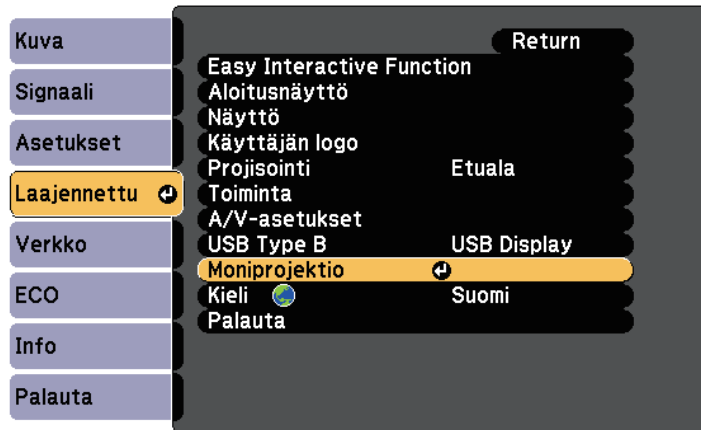 Kuva
Signaali
Asetukset
Laajennettu
Verkko
ECO
Info
Palauta
Return
Easy Interactive Function
Aloitusnäyttö
Näyttö
Käyttäjän logo
Projisointi Etuala
Toiminta
A/V-asetukset
USB Type B USB Display
Moniprojektio
Kieli Suomi
Palauta